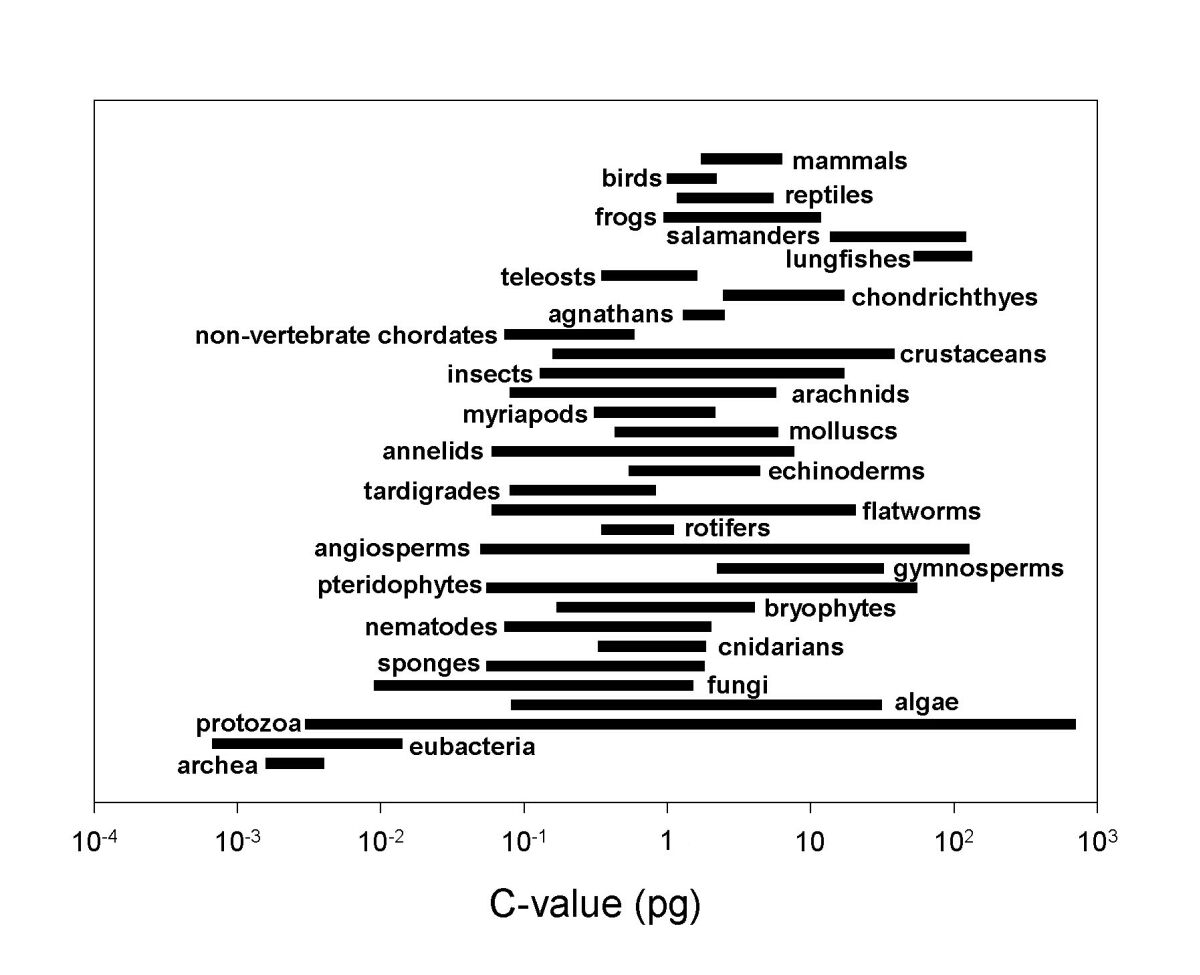 mammals
birds
reptiles
frogs
salamanders
lungfishes
teleosts
chondrichthyes
agnathans
non-vertebrate chordates
crustaceans
insects
arachnids
myriapods
molluscs
annelids
echinoderms
tardigrades
flatworms
rotifers
angiosperms
gymnosperms
pteridophytes
bryophytes
nematodes
cnidarians
sponges
fungi
algae
protozoa
eubacteria
archea
10⁻⁴ 10⁻³ 10⁻² 10⁻¹ 1 10 10² 10³
C-value (pg)